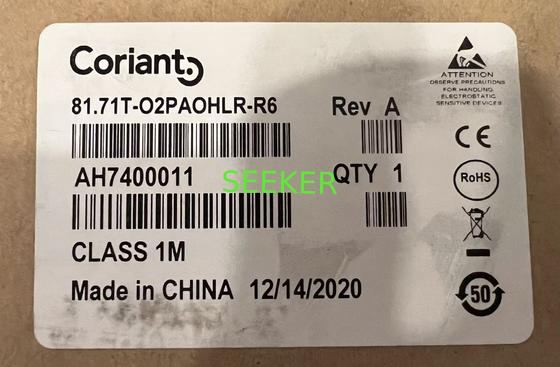 Coriant
81.71T-O2PAOHLR-R6 Rev A
AH7400011 QTY 1
SEEKER
CLASS 1M
Made in CHINA 12/14/2020
ATTENTION
OBSERVE PRECAUTIONS
FOR HANDLING
ELECTROSTATIC
SENSITIVE DEVICES
CE
RoHS
50